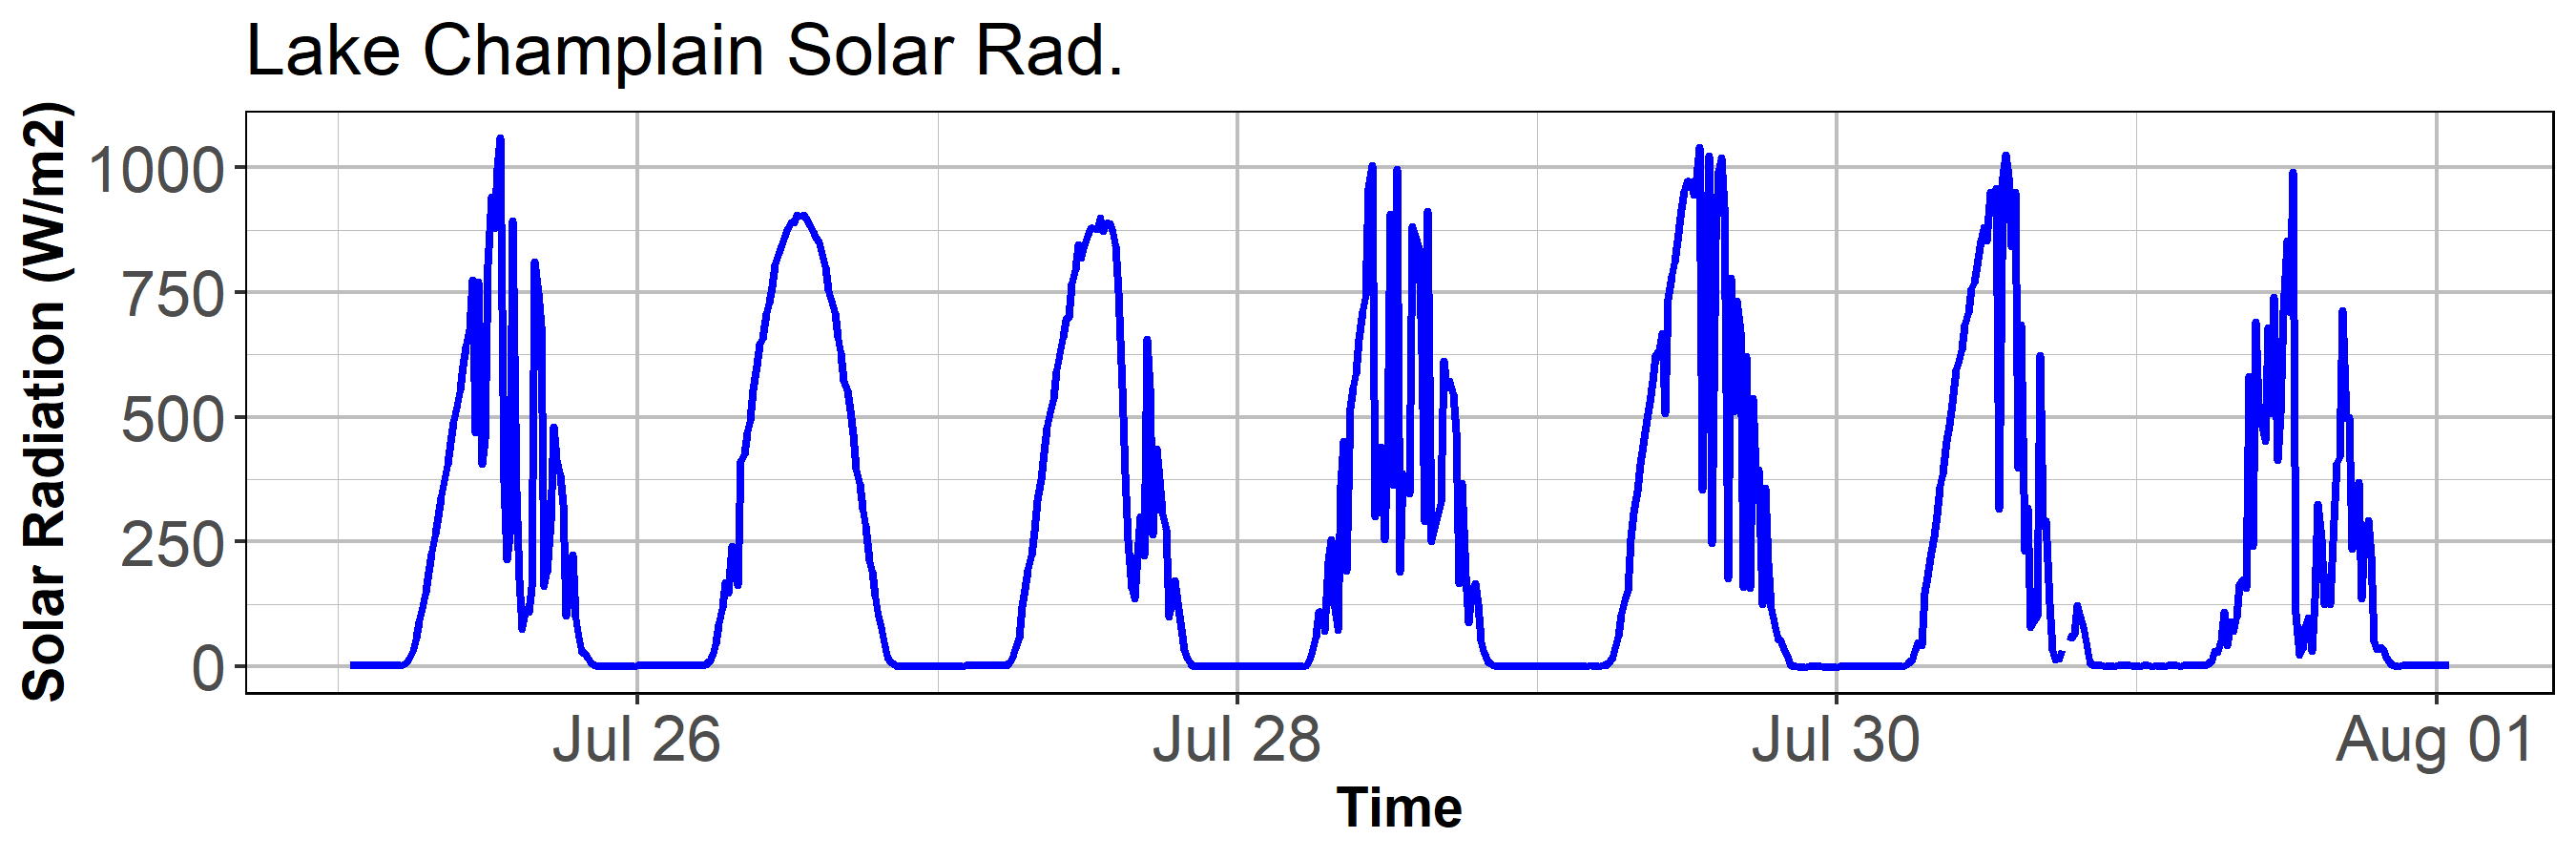 Lake Champlain Solar Rad.
Solar Radiation (W/m2)
1000
750
500
250
0
Jul 26 Jul 28 Jul 30 Aug 01
Time